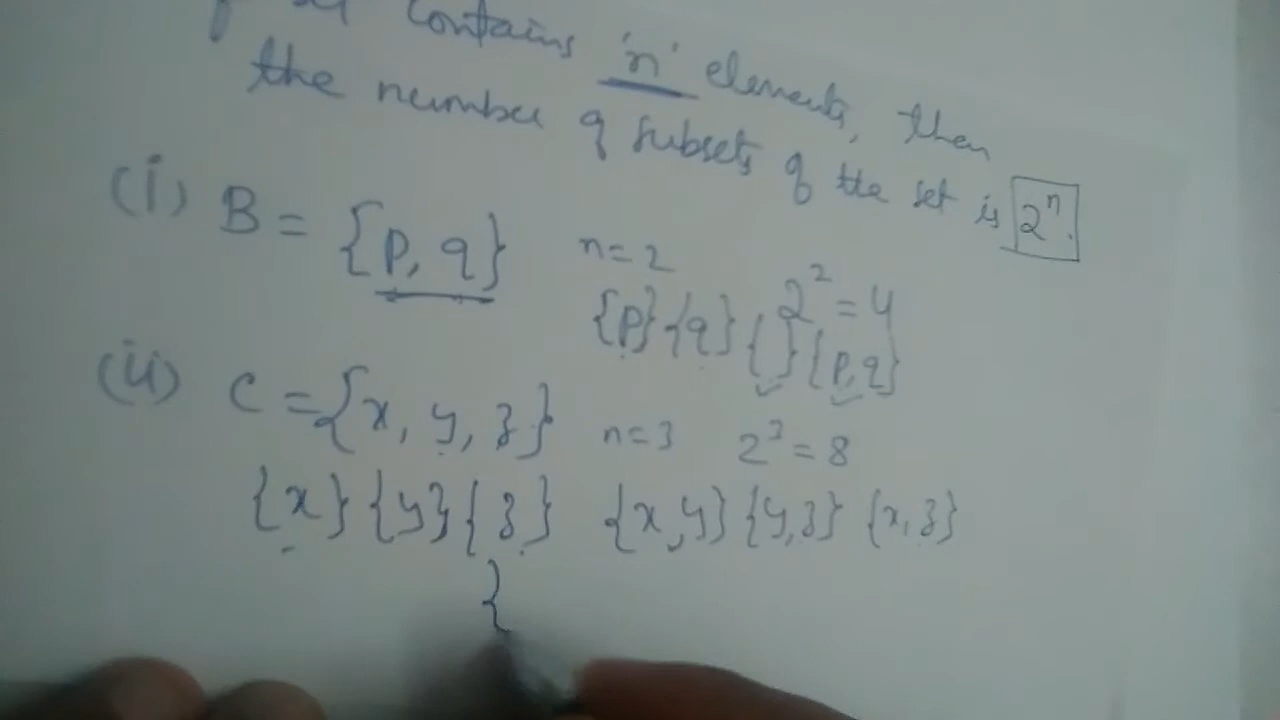 contains 'n' elements, then
the number of subsets of the set is 2ⁿ.
(i) B = {p, q} n=2
2² = 4
{p} {q} { } {p,q}
(ii) C = {x, y, z} n=3 2³ = 8
{x} {y} {z} {x,y} {y,z} {x,z}
{